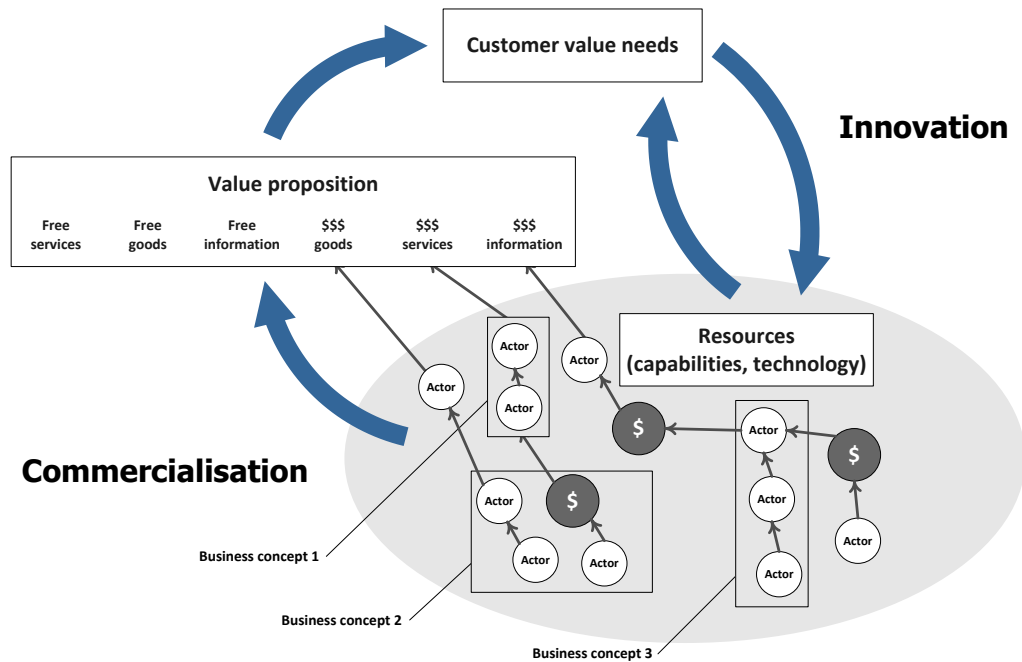 Customer value needs
Innovation
Value proposition
Free
services
Free
goods
Free
information
$$$
goods
$$$
services
$$$
information
Resources
(capabilities, technology)
Actor
Actor
Actor
Actor
$
Actor
$
Commercialisation
Actor
$
Actor
Actor
Actor
Actor
Actor
Business concept 1
Business concept 2
Business concept 3